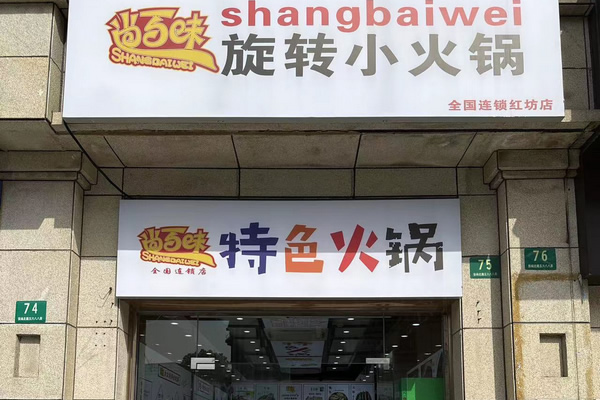 尚百味
SHANGBAIWEI
shangbaiwei
旋转小火锅
全国连锁红坊店
尚百味
SHANGBAIWEI
全国连锁店
特色火锅
74
75
76